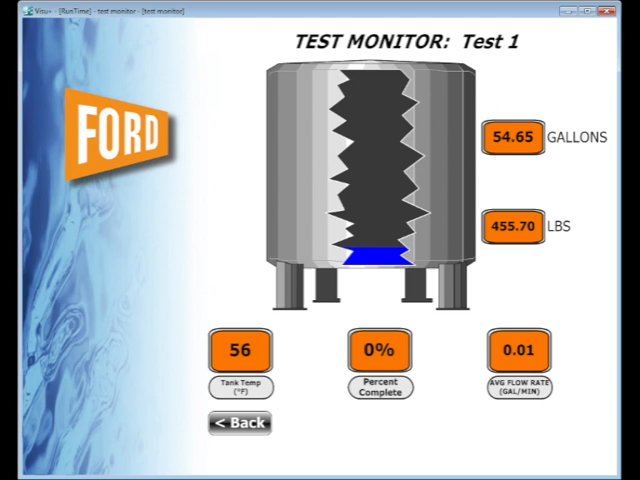 Visu+ - [RunTime] - test monitor - [test monitor]
TEST MONITOR: Test 1
FORD
54.65 GALLONS
455.70 LBS
56
0%
0.01
Tank Temp
(°F)
Percent
Complete
AVG FLOW RATE
(GAL/MIN)
< Back